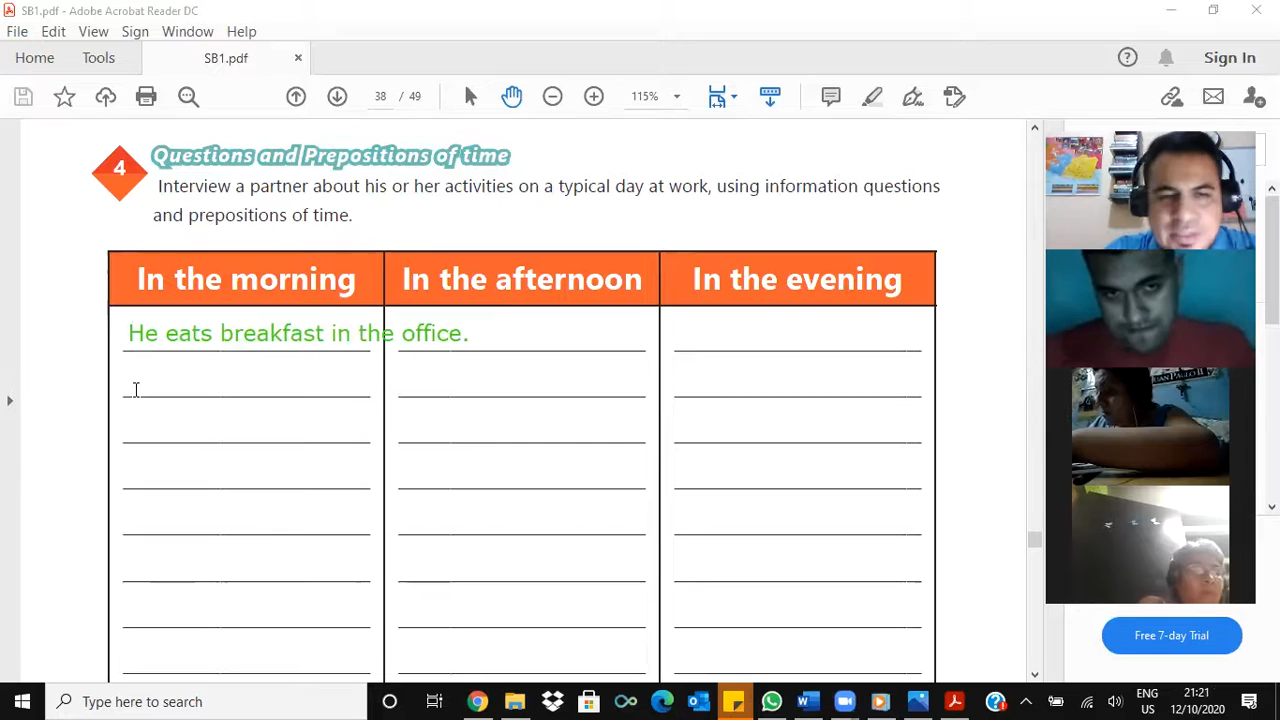 SB1.pdf - Adobe Acrobat Reader DC
File Edit View Sign Window Help
Home Tools SB1.pdf × Sign In
38 / 49 115%
4
Questions and Prepositions of time
Interview a partner about his or her activities on a typical day at work, using information questions
and prepositions of time.
In the morning In the afternoon In the evening
He eats breakfast in the office.
JUAN PABLO II
Free 7-day Trial
Type here to search
ENG 21:21
US 12/10/2020